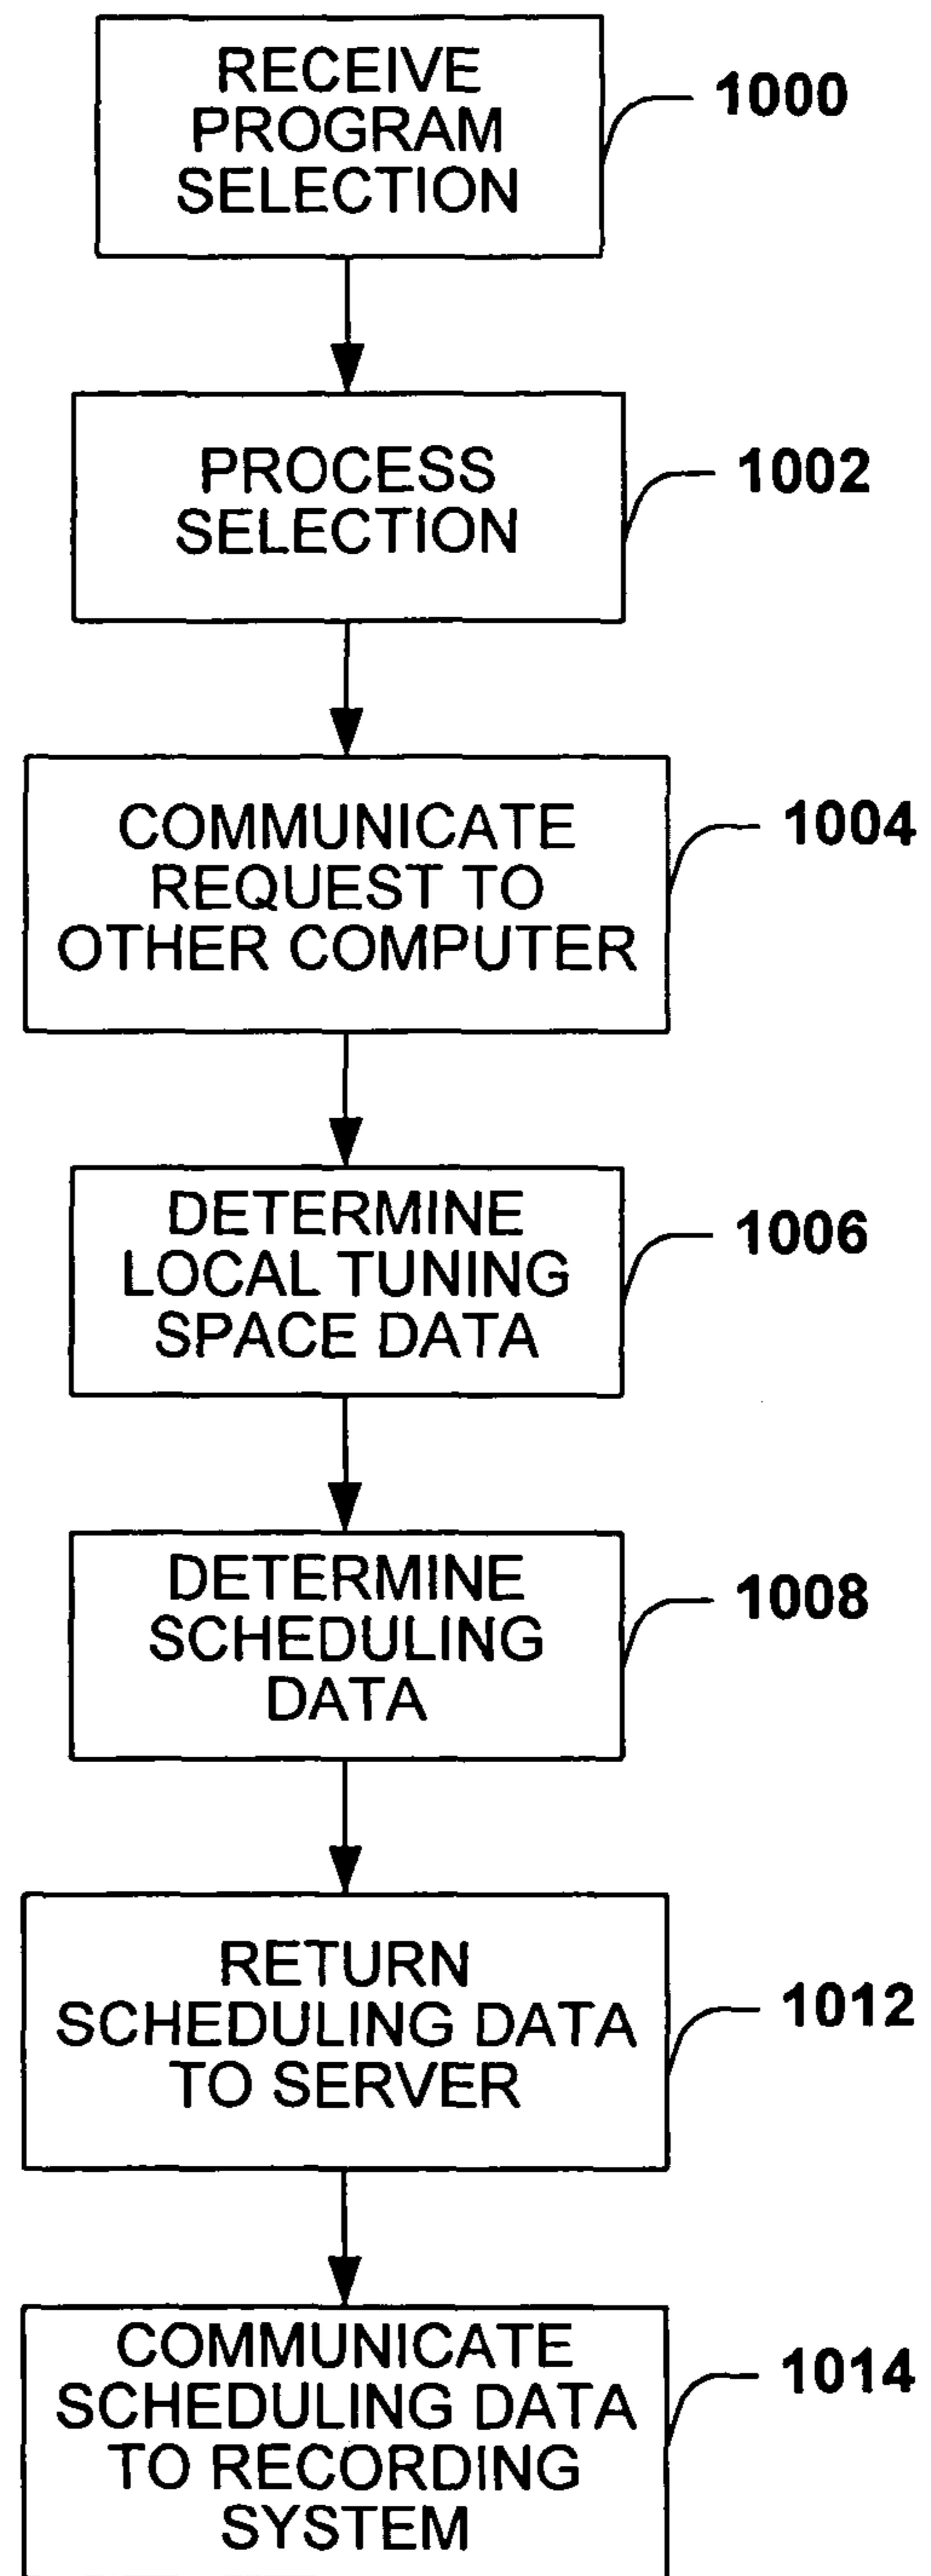 RECEIVE
PROGRAM
SELECTION
1000
PROCESS
SELECTION
1002
COMMUNICATE
REQUEST TO
OTHER COMPUTER
1004
DETERMINE
LOCAL TUNING
SPACE DATA
1006
DETERMINE
SCHEDULING
DATA
1008
RETURN
SCHEDULING DATA
TO SERVER
1012
COMMUNICATE
SCHEDULING DATA
TO RECORDING
SYSTEM
1014